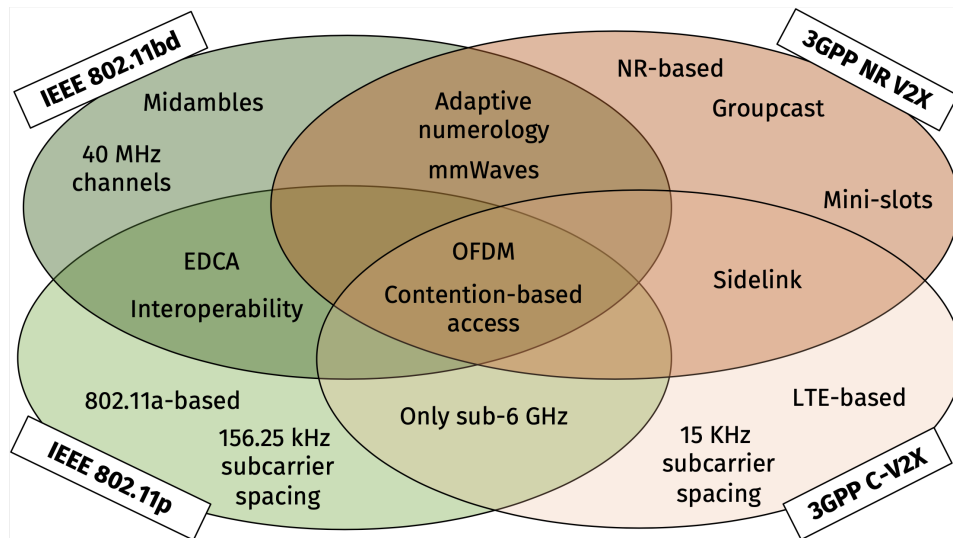 IEEE 802.11bd
3GPP NR V2X
Midambles
40 MHz
channels
Adaptive
numerology
mmWaves
NR-based
Groupcast
Mini-slots
EDCA
Interoperability
OFDM
Contention-based
access
Sidelink
802.11a-based
156.25 kHz
subcarrier
spacing
Only sub-6 GHz
LTE-based
15 KHz
subcarrier
spacing
IEEE 802.11p
3GPP C-V2X